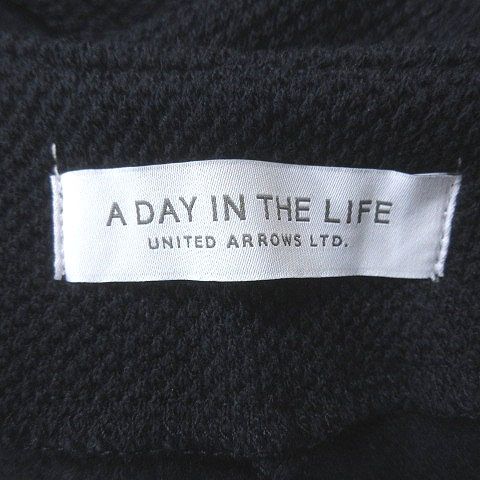 A DAY IN THE LIFE
UNITED ARROWS LTD.